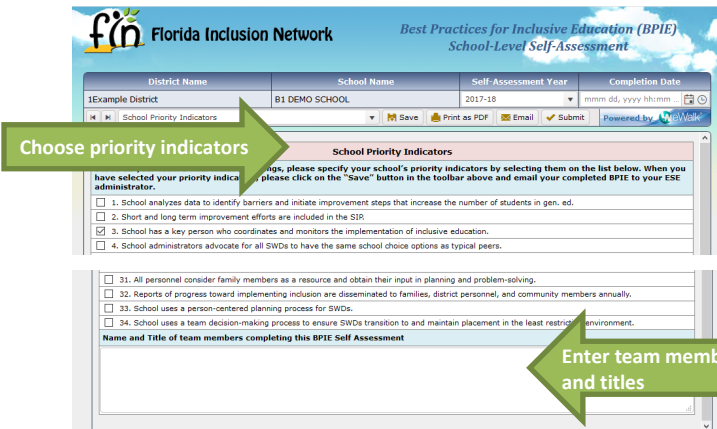 fin Florida Inclusion Network
Best Practices for Inclusive Education (BPIE)
School-Level Self-Assessment
District Name School Name Self-Assessment Year Completion Date
1Example District B1 DEMO SCHOOL 2017-18 mmm dd, yyyy hh:mm ...
School Priority Indicators Save Print as PDF Email Submit Powered by WeWalk
Choose priority indicators
School Priority Indicators
please specify your school's priority indicators by selecting them on the list below. When you
have selected your priority please click on the "Save" button in the toolbar above and email your completed BPIE to your ESE
administrator.
1. School analyzes data to identify barriers and initiate improvement steps that increase the number of students in gen. ed.
2. Short and long term improvement efforts are included in the SIP.
3. School has a key person who coordinates and monitors the implementation of inclusive education.
4. School administrators advocate for all SWDs to have the same school choice options as typical peers.
31. All personnel consider family members as a resource and obtain their input in planning and problem-solving.
32. Reports of progress toward implementing inclusion are disseminated to families, district personnel, and community members annually.
33. School uses a person-centered planning process for SWDs.
34. School uses a team decision-making process to ensure SWDs transition to and maintain placement in the least restrictive environment.
Name and Title of team members completing this BPIE Self Assessment
Enter team memb
and titles